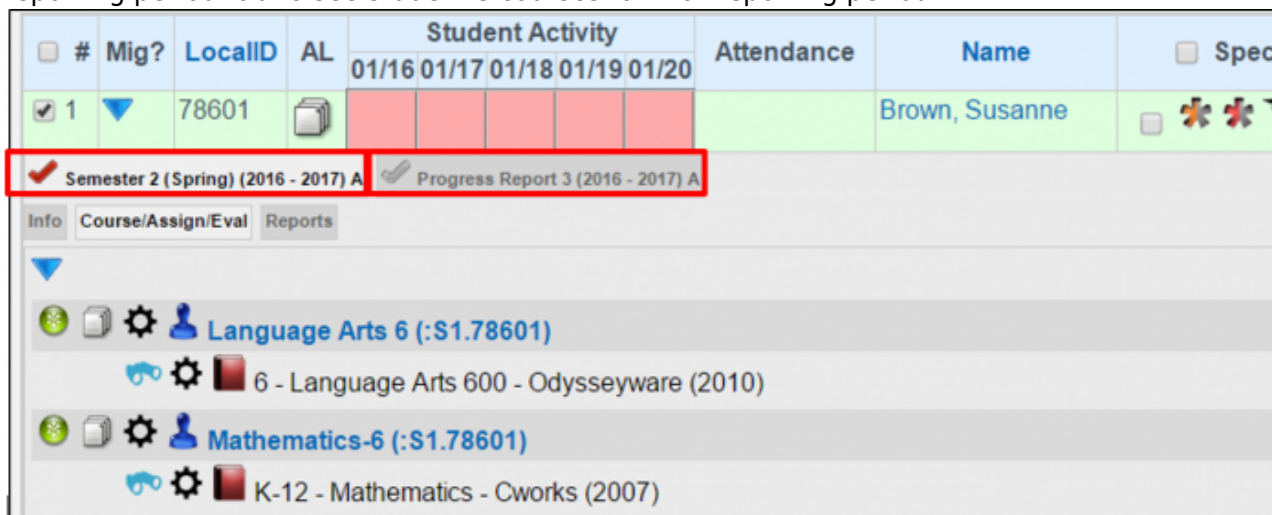 # Mig? LocalID AL Student Activity Attendance Name Spec
01/16 01/17 01/18 01/19 01/20
1 78601 Brown, Susanne
Semester 2 (Spring) (2016 - 2017) A Progress Report 3 (2016 - 2017) A
Info Course/Assign/Eval Reports
Language Arts 6 (:S1.78601)
6 - Language Arts 600 - Odysseyware (2010)
Mathematics-6 (:S1.78601)
K-12 - Mathematics - Cworks (2007)